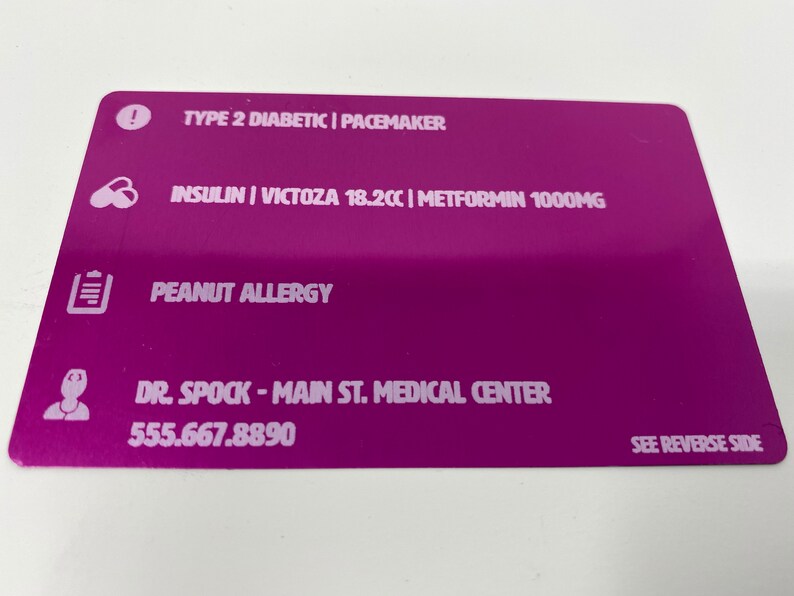 TYPE 2 DIABETIC | PACEMAKER
INSULIN | VICTOZA 18.2CC | METFORMIN 1000MG
PEANUT ALLERGY
DR. SPOCK - MAIN ST. MEDICAL CENTER
555.667.8890
SEE REVERSE SIDE